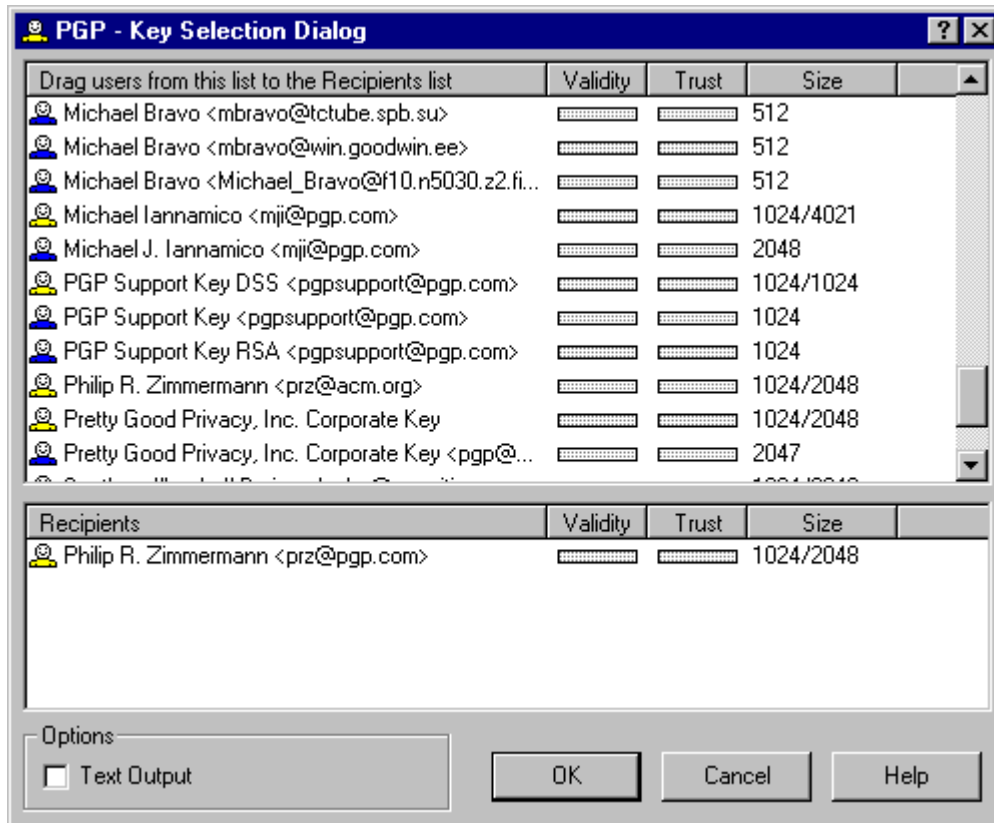 PGP - Key Selection Dialog
Drag users from this list to the Recipients list Validity Trust Size
Michael Bravo <mbravo@tctube.spb.su> 512
Michael Bravo <mbravo@win.goodwin.ee> 512
Michael Bravo <Michael_Bravo@f10.n5030.z2.fi... 512
Michael Iannamico <mji@pgp.com> 1024/4021
Michael J. Iannamico <mji@pgp.com> 2048
PGP Support Key DSS <pgpsupport@pgp.com> 1024/1024
PGP Support Key <pgpsupport@pgp.com> 1024
PGP Support Key RSA <pgpsupport@pgp.com> 1024
Philip R. Zimmermann <prz@acm.org> 1024/2048
Pretty Good Privacy, Inc. Corporate Key 1024/2048
Pretty Good Privacy, Inc. Corporate Key <pgp@... 2047
Recipients Validity Trust Size
Philip R. Zimmermann <prz@pgp.com> 1024/2048
Options
Text Output
OK Cancel Help